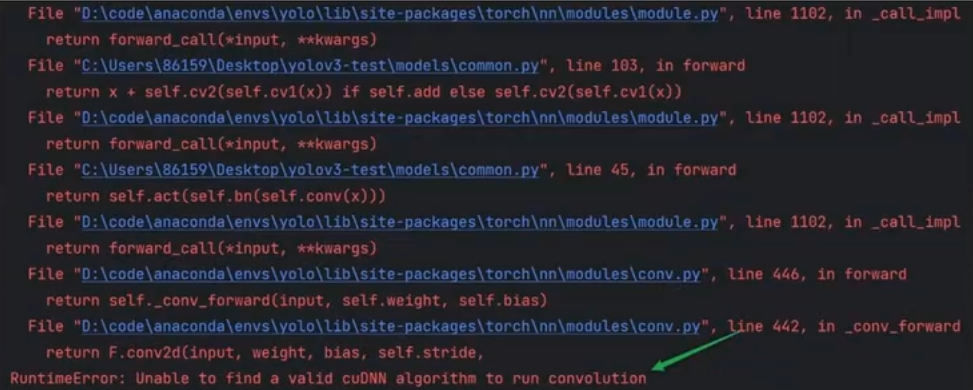 File "D:\code\anaconda\envs\yolo\lib\site-packages\torch\nn\modules\module.py", line 1102, in _call_impl
return forward_call(*input, **kwargs)
File "C:\Users\86159\Desktop\yolov3-test\models\common.py", line 103, in forward
return x + self.cv2(self.cv1(x)) if self.add else self.cv2(self.cv1(x))
File "D:\code\anaconda\envs\yolo\lib\site-packages\torch\nn\modules\module.py", line 1102, in _call_impl
return forward_call(*input, **kwargs)
File "C:\Users\86159\Desktop\yolov3-test\models\common.py", line 45, in forward
return self.act(self.bn(self.conv(x)))
File "D:\code\anaconda\envs\yolo\lib\site-packages\torch\nn\modules\module.py", line 1102, in _call_impl
return forward_call(*input, **kwargs)
File "D:\code\anaconda\envs\yolo\lib\site-packages\torch\nn\modules\conv.py", line 446, in forward
return self._conv_forward(input, self.weight, self.bias)
File "D:\code\anaconda\envs\yolo\lib\site-packages\torch\nn\modules\conv.py", line 442, in _conv_forward
return F.conv2d(input, weight, bias, self.stride,
RuntimeError: Unable to find a valid cuDNN algorithm to run convolution